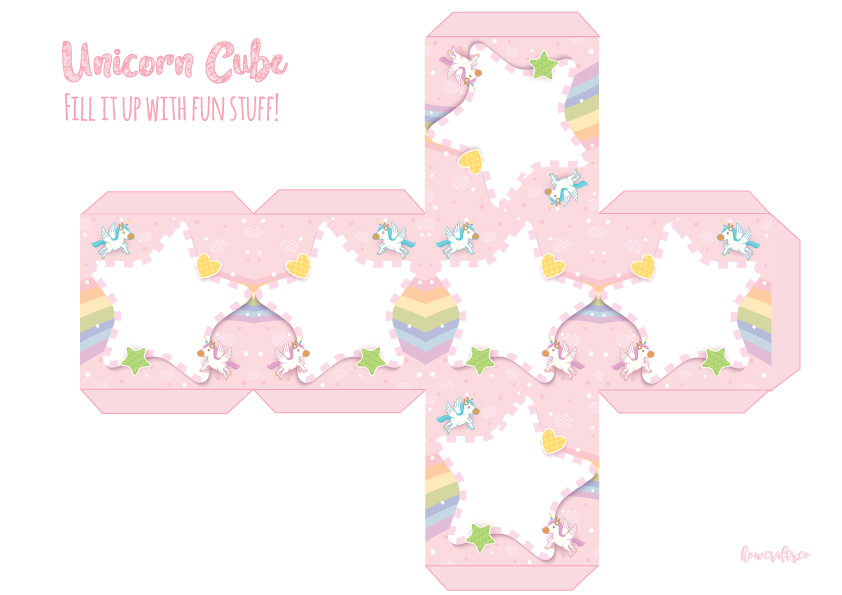 Unicorn Cube
FILL IT UP WITH FUN STUFF!
howcrafts.co